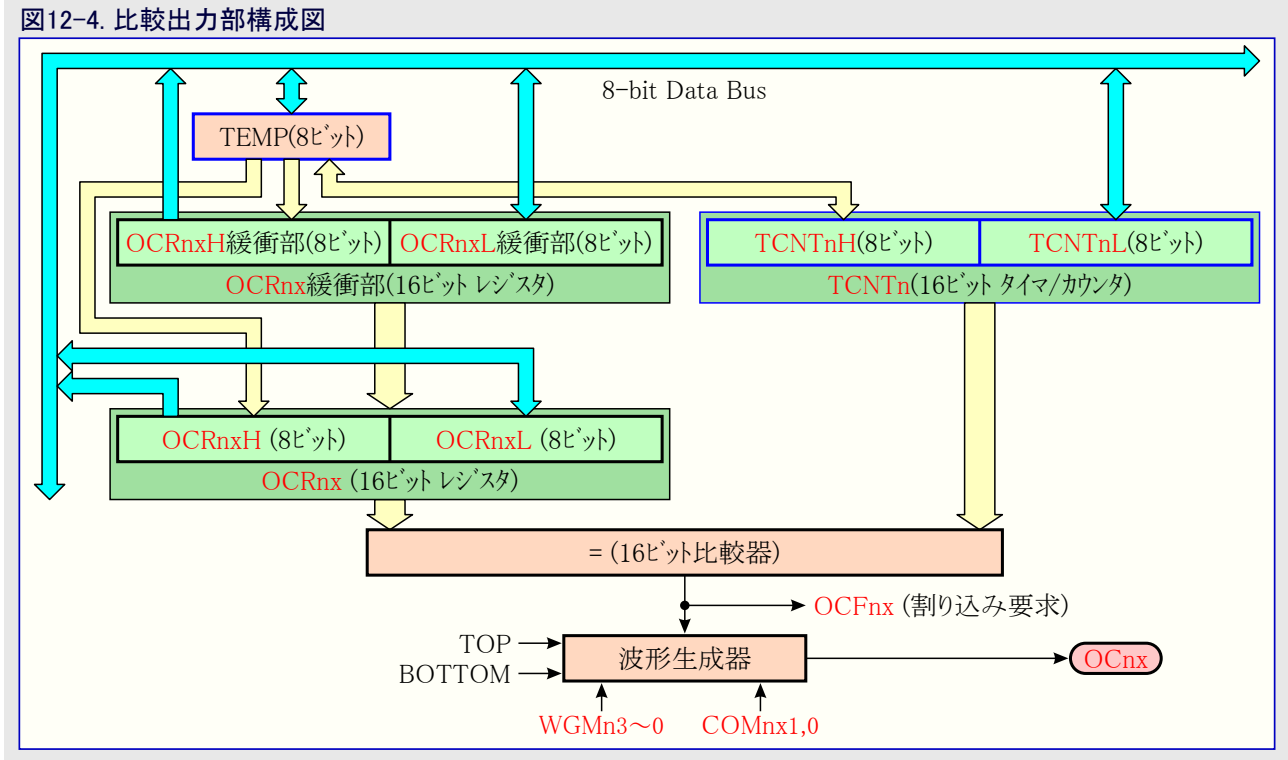 図12-4. 比較出力部構成図
8-bit Data Bus
TEMP(8ビット)
OCRnxH緩衝部(8ビット)
OCRnxL緩衝部(8ビット)
TCNTnH(8ビット)
TCNTnL(8ビット)
OCRnx緩衝部(16ビット レジスタ)
TCNTn(16ビット タイマ/カウンタ)
OCRnxH (8ビット)
OCRnxL (8ビット)
OCRnx (16ビット レジスタ)
= (16ビット比較器)
OCFnx (割り込み要求)
TOP
BOTTOM
波形生成器
OCnx
WGMn3～0
COMnx1,0